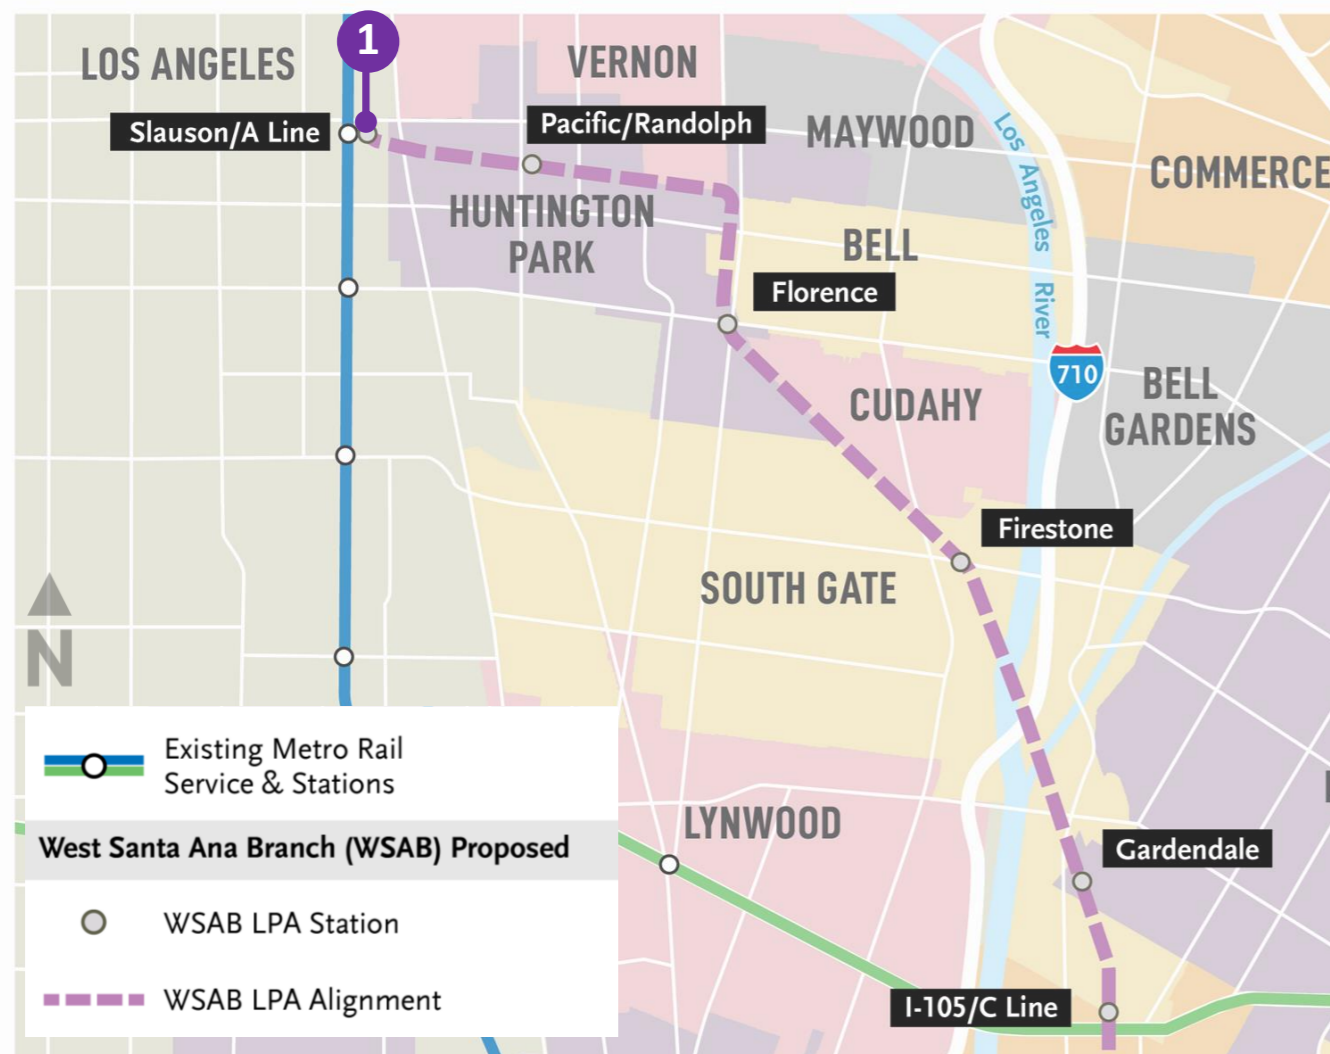 1
LOS ANGELES
VERNON
Slauson/A Line
Pacific/Randolph
MAYWOOD
Los Angeles River
COMMERCE
HUNTINGTON
PARK
BELL
Florence
710
BELL
GARDENS
CUDAHY
Firestone
SOUTH GATE
N
Existing Metro Rail
Service & Stations
West Santa Ana Branch (WSAB) Proposed
WSAB LPA Station
WSAB LPA Alignment
LYNWOOD
Gardendale
I-105/C Line